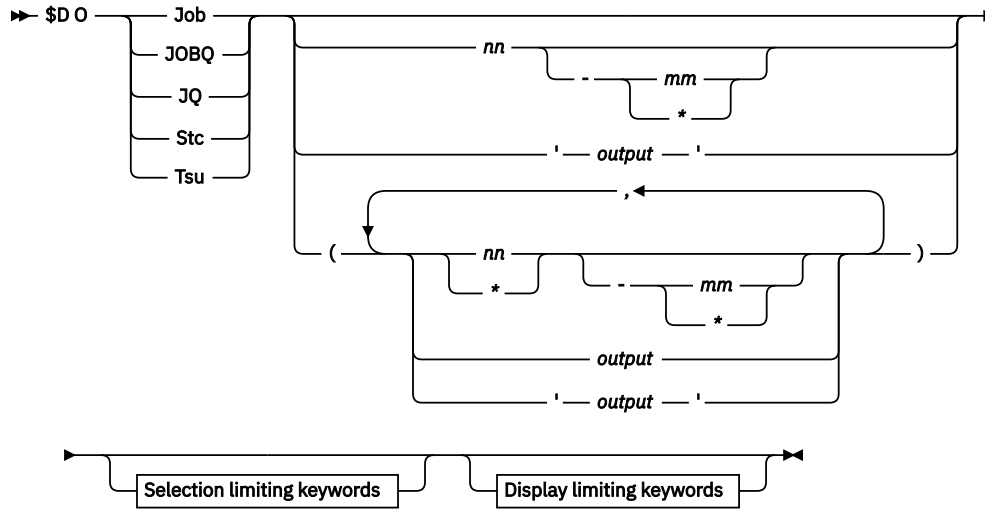 $D O Job
JOBQ
JQ
Stc
Tsu
nn
- mm
*
' output '
,
( nn )
*
- mm
*
output
' output '
Selection limiting keywords Display limiting keywords